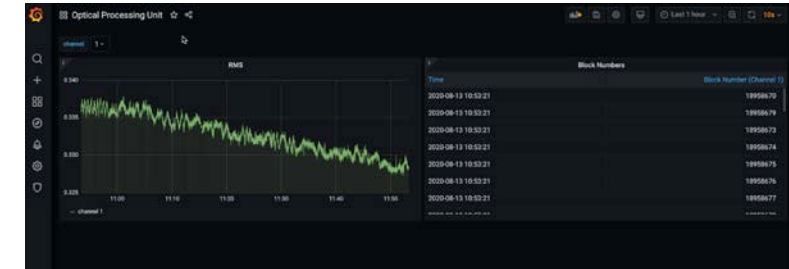 Optical Processing Unit
Last 1 hour
10s
channel 1
RMS
0.340
0.335
0.330
0.325
11:00 11:10 11:20 11:30 11:40 11:50
channel 1
Block Numbers
Time Block Number (Channel 1)
2020-08-13 10:53:21 18958670
2020-08-13 10:53:21 18958679
2020-08-13 10:53:21 18958673
2020-08-13 10:53:21 18958674
2020-08-13 10:53:21 18958675
2020-08-13 10:53:21 18958676
2020-08-13 10:53:21 18958677